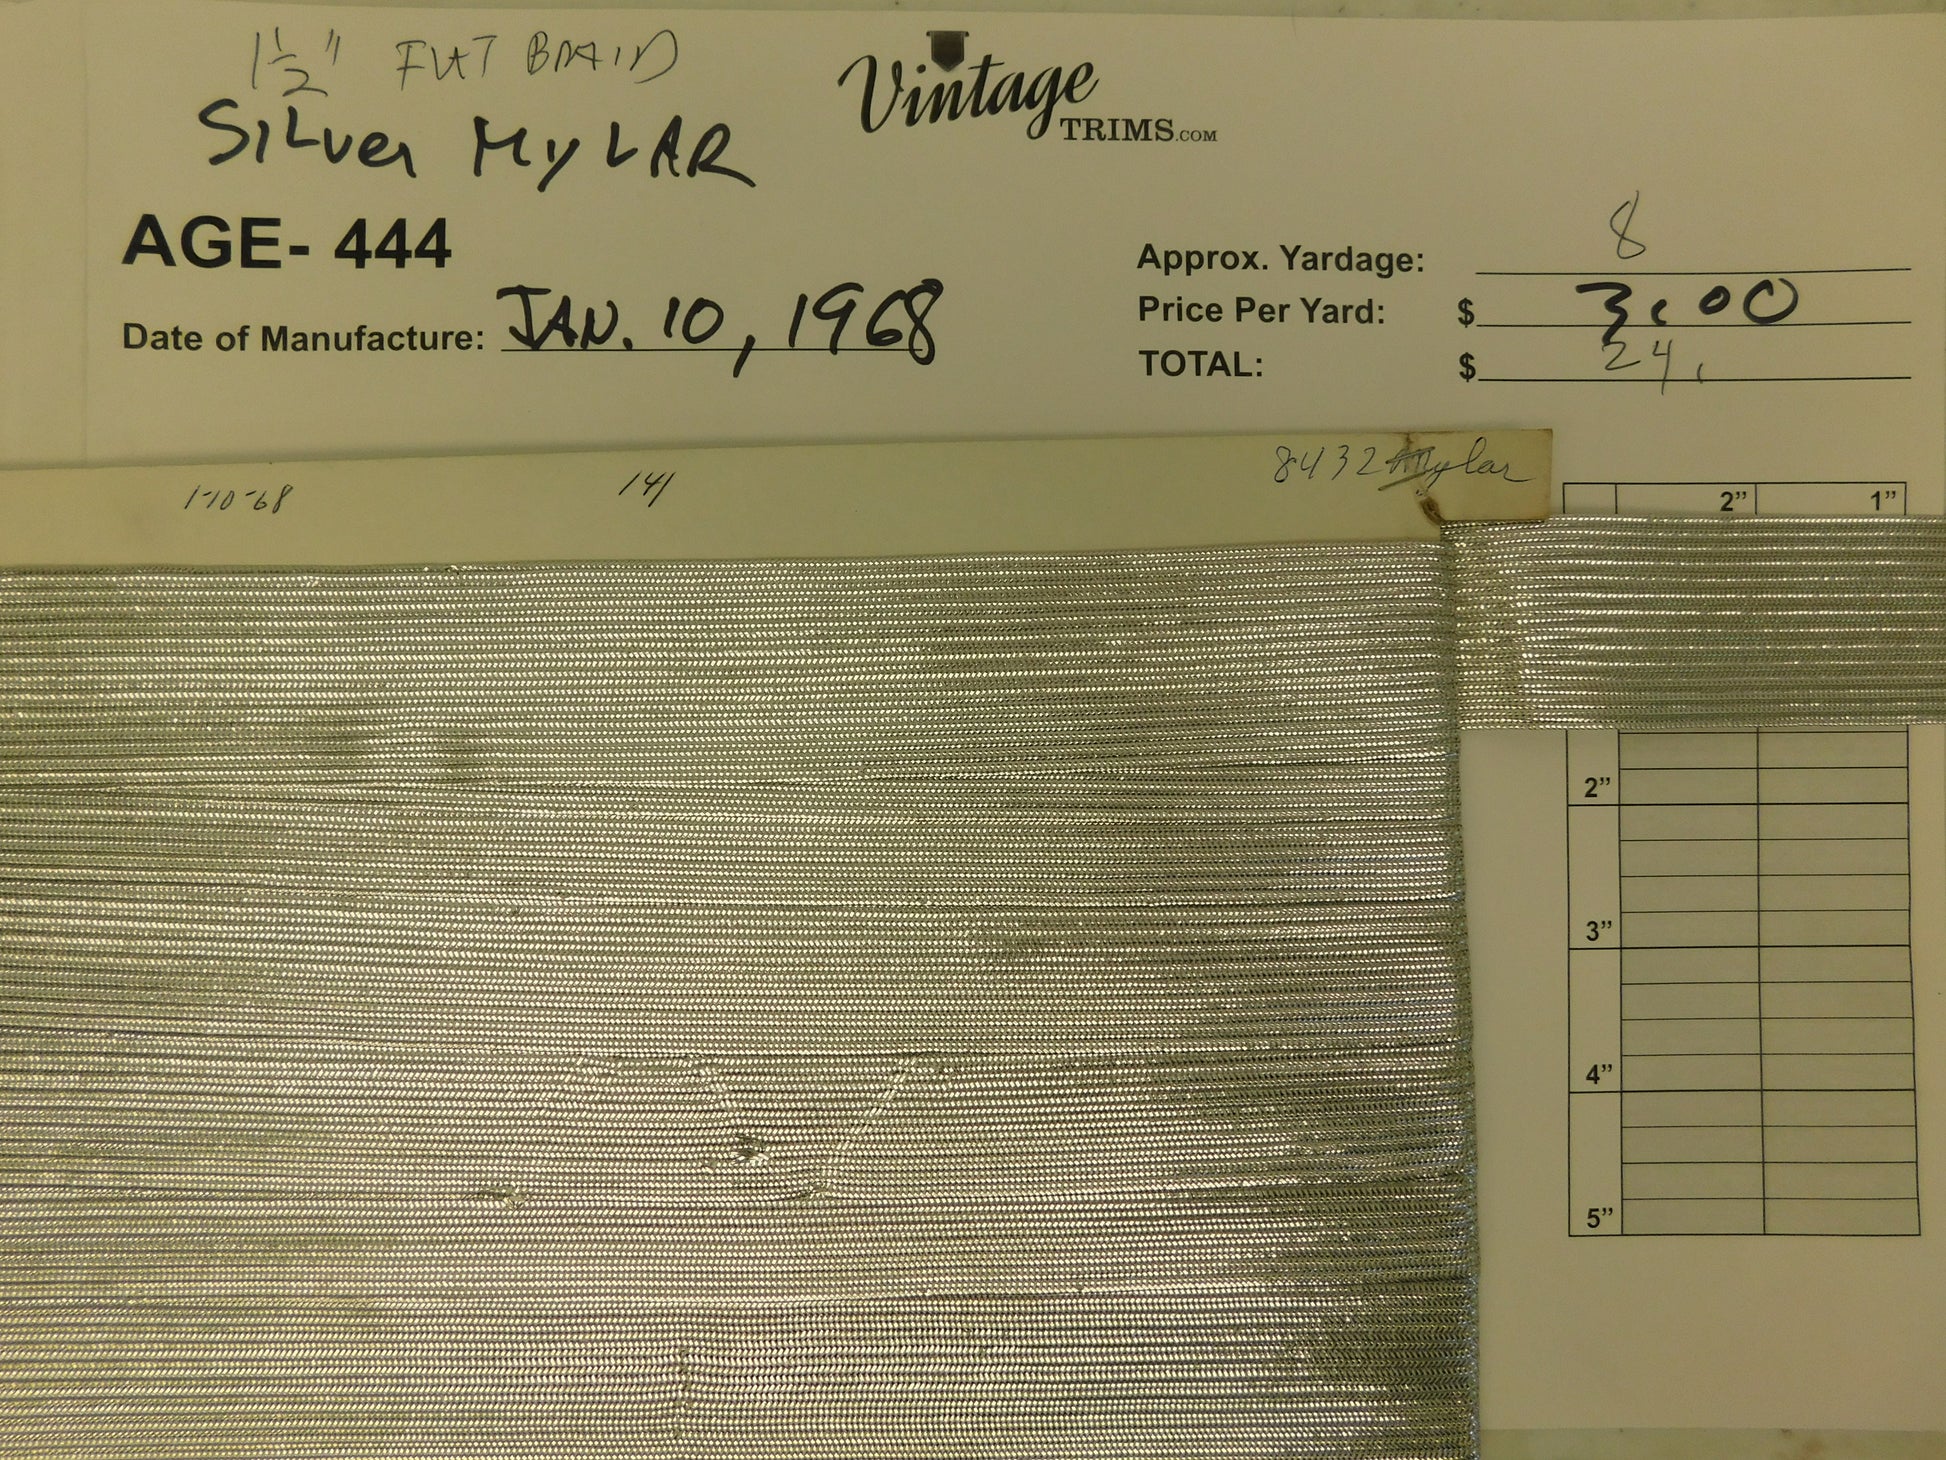 1 1/2" FLAT BRAID
SILVER MYLAR
Vintage
TRIMS.COM
AGE- 444
Date of Manufacture: JAN. 10, 1968
Approx. Yardage: 8
Price Per Yard: $ 3.00
TOTAL: $ 24.
1-10-68 141 8432 Mylar
2" 1"
2"
3"
4"
5"